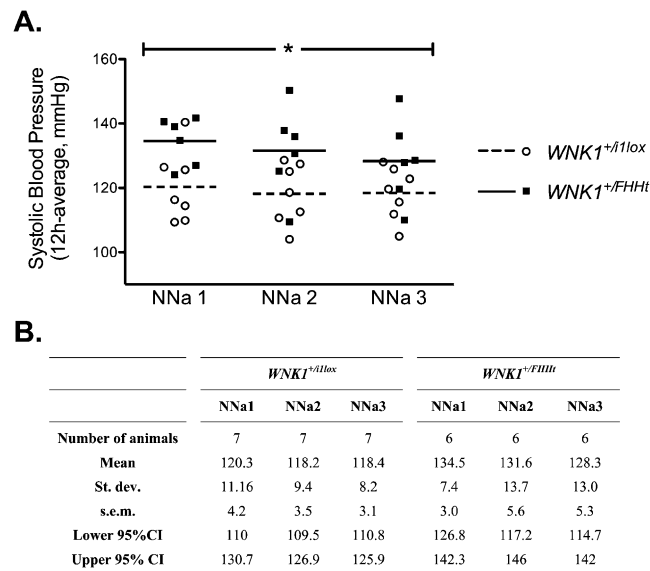 A.
*
160
140
120
100
Systolic Blood Pressure
(12h-average, mmHg)
NNa 1 NNa 2 NNa 3
WNK1+/i1lox
WNK1+/FHHt
B.
WNK1+/i1lox WNK1+/FHHt
NNa1 NNa2 NNa3 NNa1 NNa2 NNa3
Number of animals 7 7 7 6 6 6
Mean 120.3 118.2 118.4 134.5 131.6 128.3
St. dev. 11.16 9.4 8.2 7.4 13.7 13.0
s.e.m. 4.2 3.5 3.1 3.0 5.6 5.3
Lower 95%CI 110 109.5 110.8 126.8 117.2 114.7
Upper 95% CI 130.7 126.9 125.9 142.3 146 142